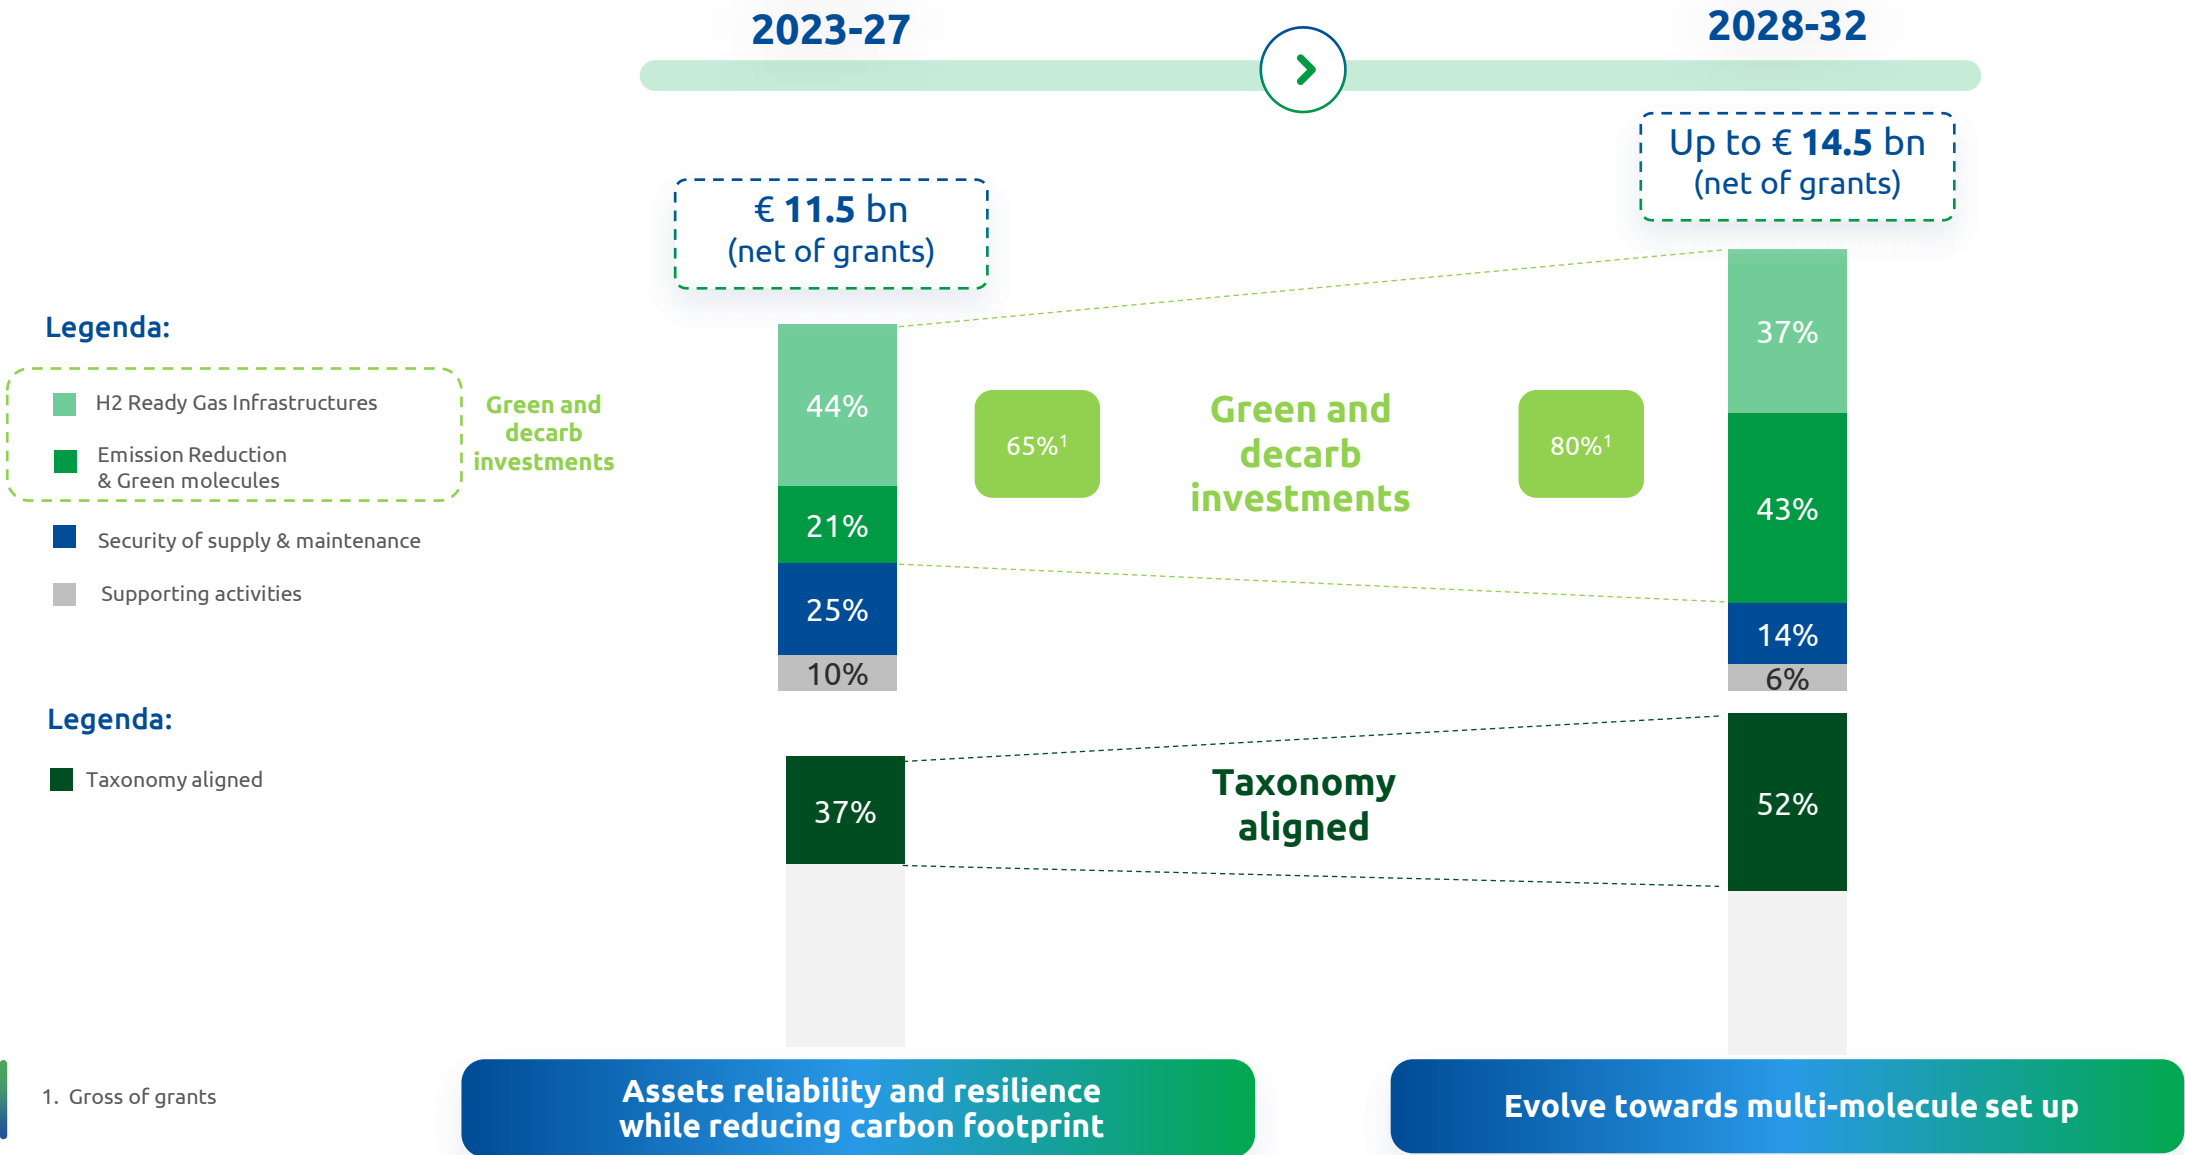 2023-27
2028-32
€ 11.5 bn
(net of grants)
Up to € 14.5 bn
(net of grants)
Legenda:
H2 Ready Gas Infrastructures
Emission Reduction
& Green molecules
Green and
decarb
investments
Security of supply & maintenance
Supporting activities
44%
21%
25%
10%
65%¹
Green and
decarb
investments
80%¹
37%
43%
14%
6%
Legenda:
Taxonomy aligned
37%
Taxonomy
aligned
52%
1. Gross of grants
Assets reliability and resilience
while reducing carbon footprint
Evolve towards multi-molecule set up